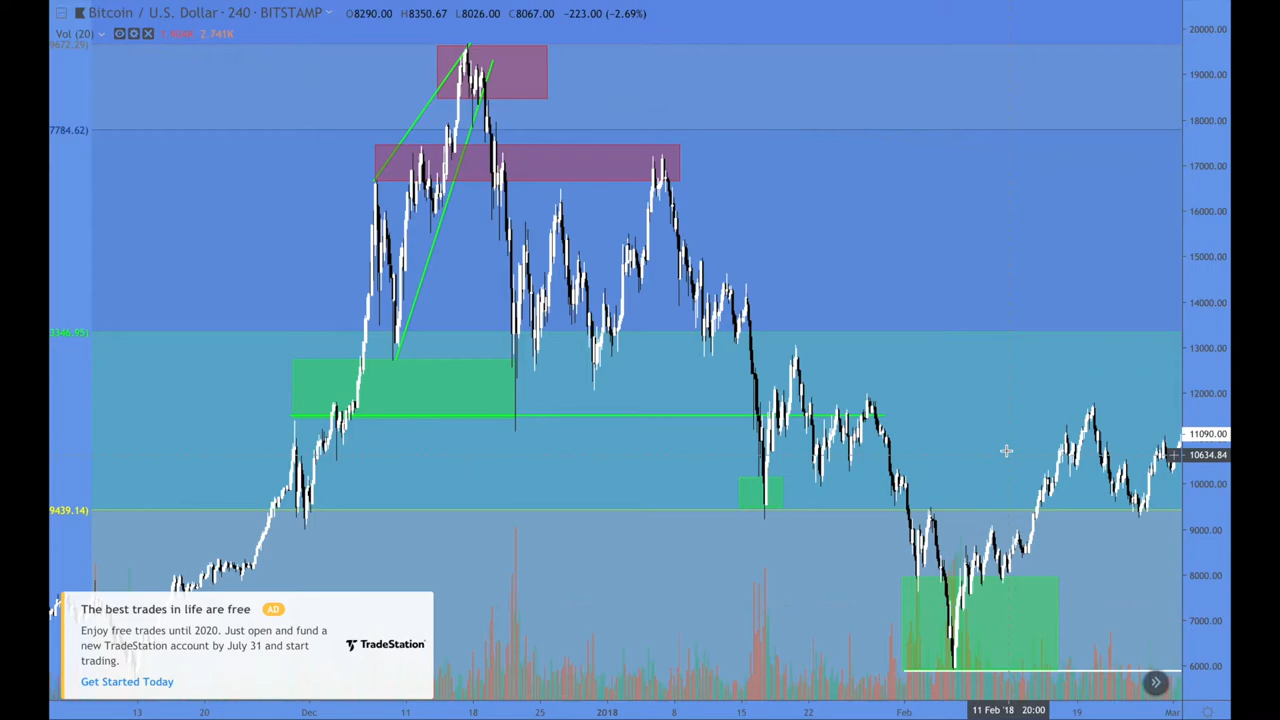 Bitcoin / U.S. Dollar · 240 · BITSTAMP O8290.00 H8350.67 L8026.00 C8067.00 −223.00 (−2.69%)
Vol (20) 2.741K
9672.29)
7784.62)
3346.95)
9439.14)
20000.00
19000.00
18000.00
17000.00
16000.00
15000.00
14000.00
13000.00
12000.00
11090.00
10634.84
10000.00
9000.00
8000.00
7000.00
6000.00
The best trades in life are free AD
Enjoy free trades until 2020. Just open and fund a
new TradeStation account by July 31 and start
trading.
Get Started Today
TradeStation
13 20 Dec 11 18 25 2018 8 15 22 Feb 11 Feb '18 20:00 19 Mar